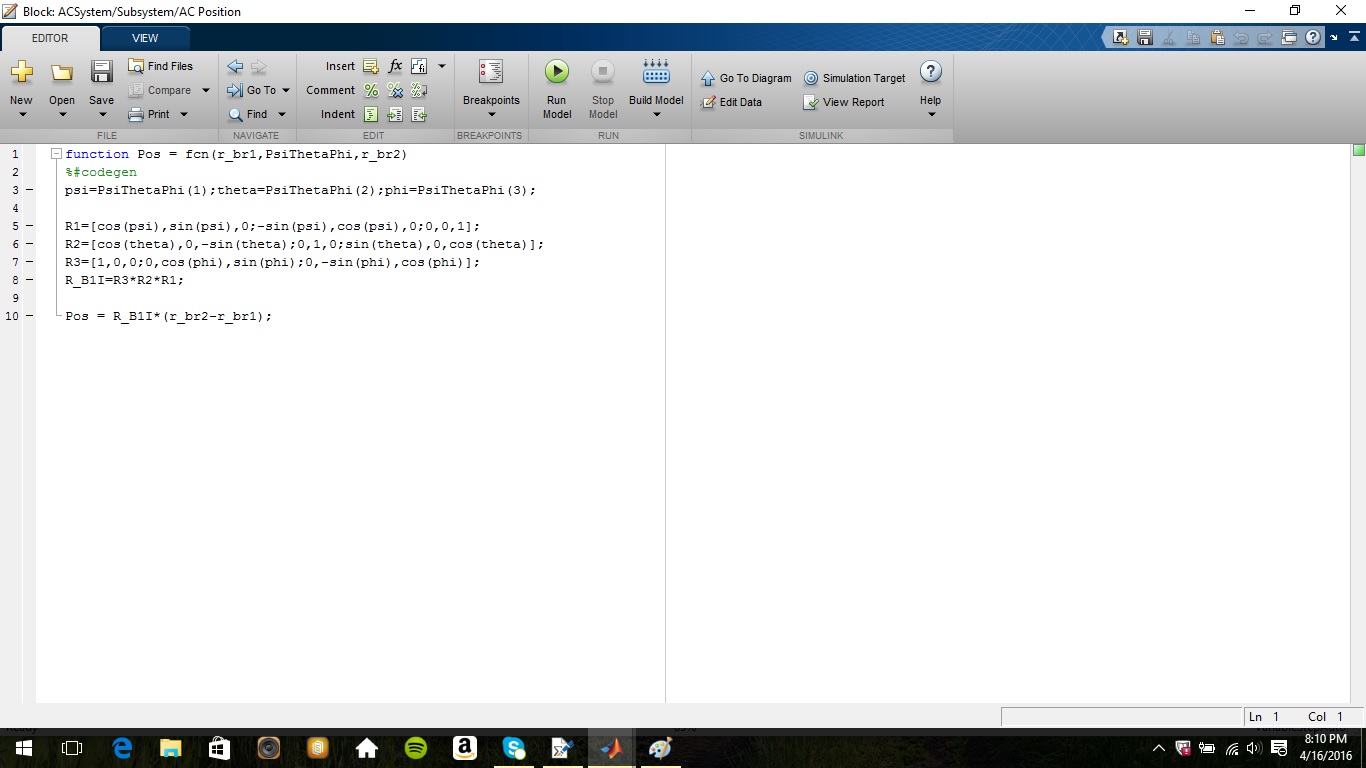 Block: ACSystem/Subsystem/AC Position
EDITOR VIEW
New Open Save
Find Files
Compare
Print
FILE
Go To
Find
NAVIGATE
Insert fx
Comment
Indent
EDIT
Breakpoints
BREAKPOINTS
Run Model
Stop Model
Build Model
RUN
Go To Diagram Simulation Target
Edit Data View Report
SIMULINK
Help
1 function Pos = fcn(r_br1,PsiThetaPhi,r_br2)
2 %#codegen
3 – psi=PsiThetaPhi(1);theta=PsiThetaPhi(2);phi=PsiThetaPhi(3);
4
5 – R1=[cos(psi),sin(psi),0;-sin(psi),cos(psi),0;0,0,1];
6 – R2=[cos(theta),0,-sin(theta);0,1,0;sin(theta),0,cos(theta)];
7 – R3=[1,0,0;0,cos(phi),sin(phi);0,-sin(phi),cos(phi)];
8 – R_B1I=R3*R2*R1;
9
10 – Pos = R_B1I*(r_br2-r_br1);
Ln 1 Col 1
8:10 PM
4/16/2016